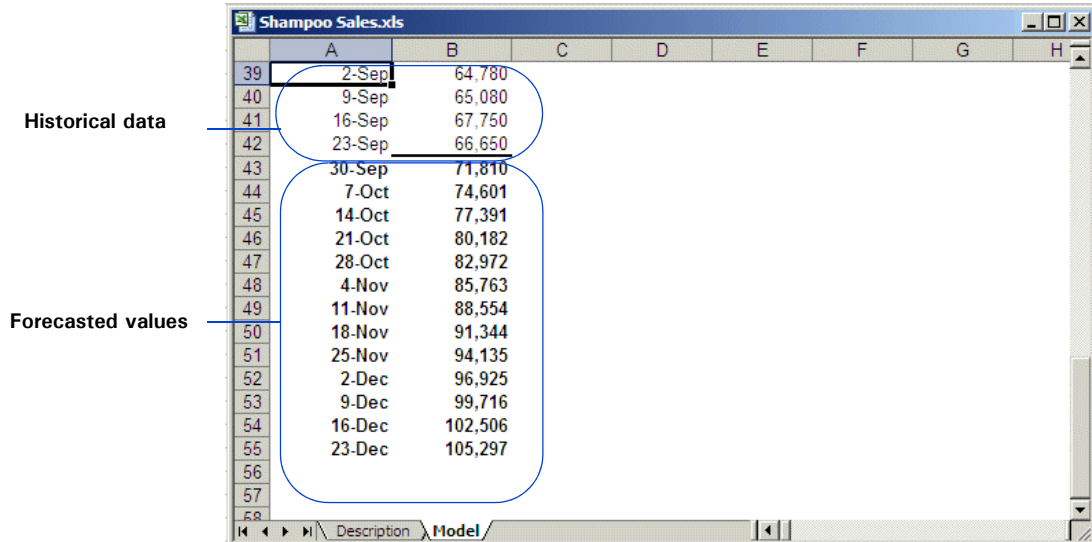 Shampoo Sales.xls
A B C D E F G H
39 2-Sep 64,780
40 9-Sep 65,080
Historical data
41 16-Sep 67,750
42 23-Sep 66,650
43 30-Sep 71,810
44 7-Oct 74,601
45 14-Oct 77,391
46 21-Oct 80,182
47 28-Oct 82,972
48 4-Nov 85,763
49 11-Nov 88,554
Forecasted values
50 18-Nov 91,344
51 25-Nov 94,135
52 2-Dec 96,925
53 9-Dec 99,716
54 16-Dec 102,506
55 23-Dec 105,297
56
57
58
Description Model